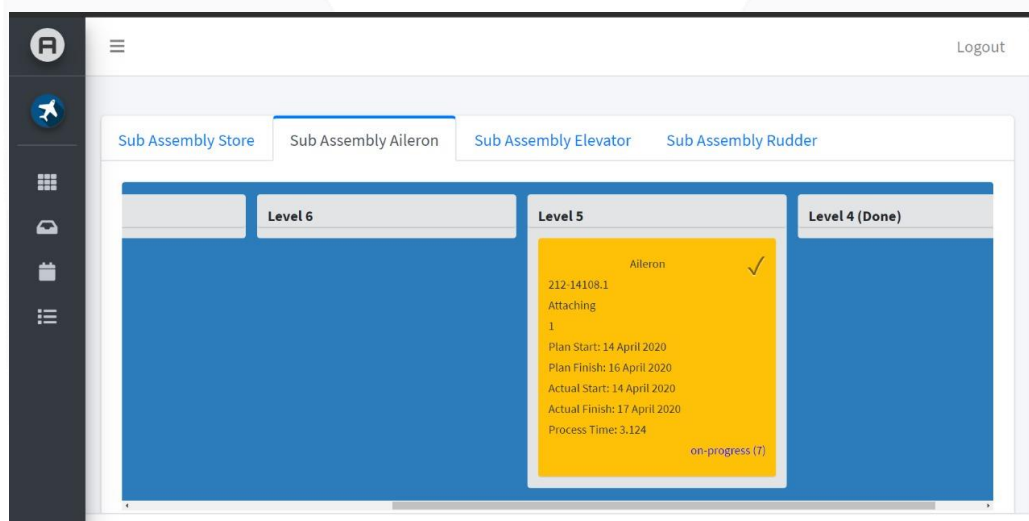 A
Logout
Sub Assembly Store
Sub Assembly Aileron
Sub Assembly Elevator
Sub Assembly Rudder
Level 6
Level 5
Level 4 (Done)
Aileron
212-14108.1
Attaching
1
Plan Start: 14 April 2020
Plan Finish: 16 April 2020
Actual Start: 14 April 2020
Actual Finish: 17 April 2020
Process Time: 3.124
on-progress (7)